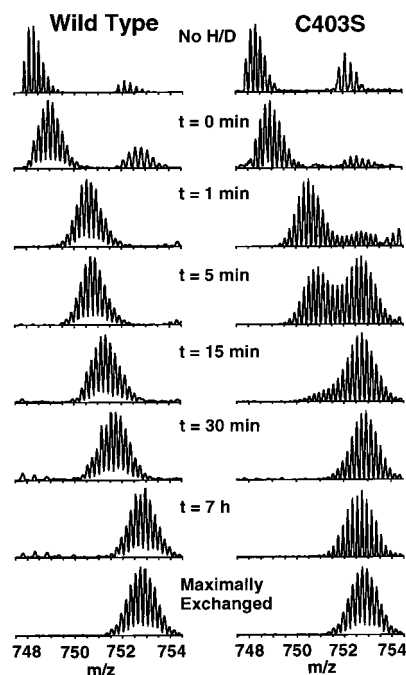 Wild Type C403S
No H/D
t = 0 min
t = 1 min
t = 5 min
t = 15 min
t = 30 min
t = 7 h
Maximally
Exchanged
748 750 752 754 748 750 752 754
m/z m/z